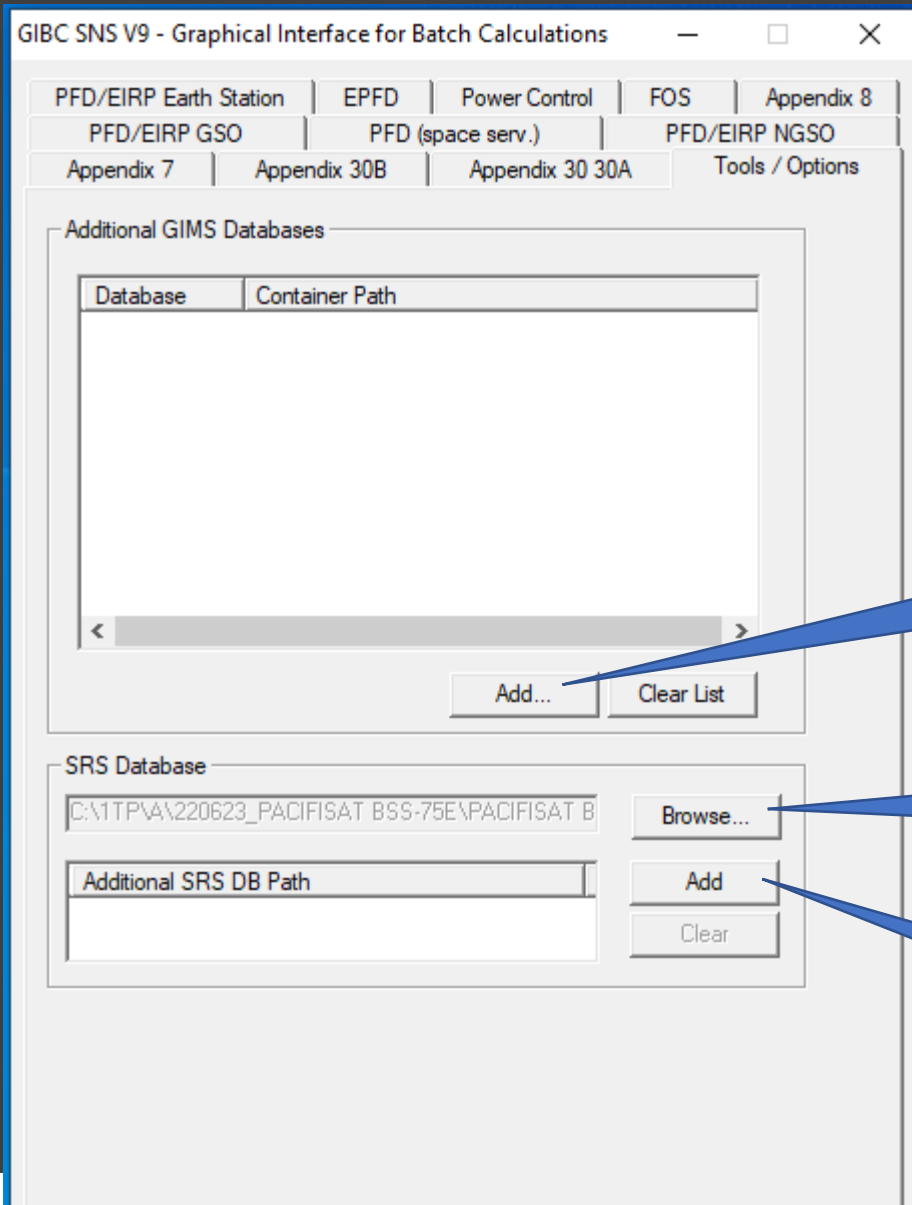 GIBC SNS V9 - Graphical Interface for Batch Calculations
PFD/EIRP Earth Station EPFD Power Control FOS Appendix 8
PFD/EIRP GSO PFD (space serv.) PFD/EIRP NGSO
Appendix 7 Appendix 30B Appendix 30 30A Tools / Options
Additional GIMS Databases
Database Container Path
Add... Clear List
SRS Database
C:\1TP\A\220623_PACIFISAT BSS-75E\PACIFISAT B Browse...
Additional SRS DB Path Add
Clear